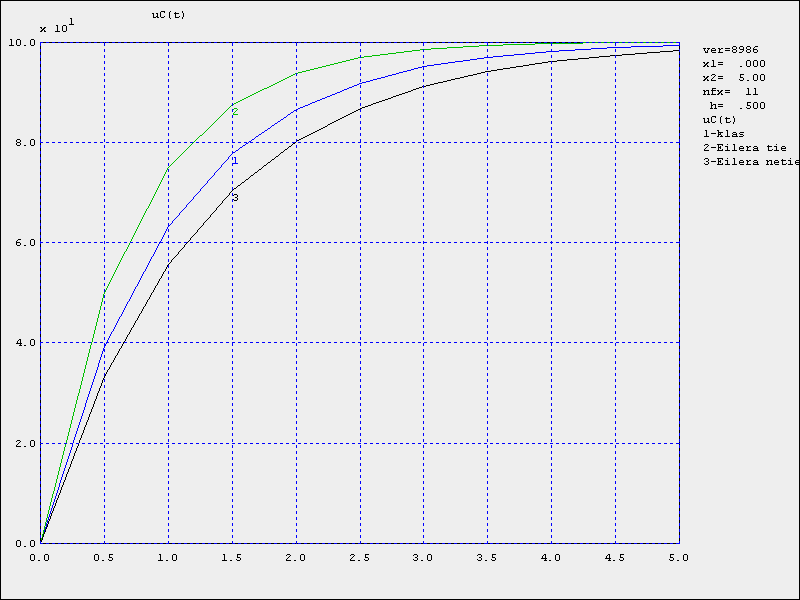 uC(t)
x 10^1
10.0
8.0
6.0
4.0
2.0
0.0
0.0 0.5 1.0 1.5 2.0 2.5 3.0 3.5 4.0 4.5 5.0
2
1
3
ver=8986
x1= .000
x2= 5.00
nfx= 11
h= .500
uC(t)
1-klas
2-Eilera tie
3-Eilera netie